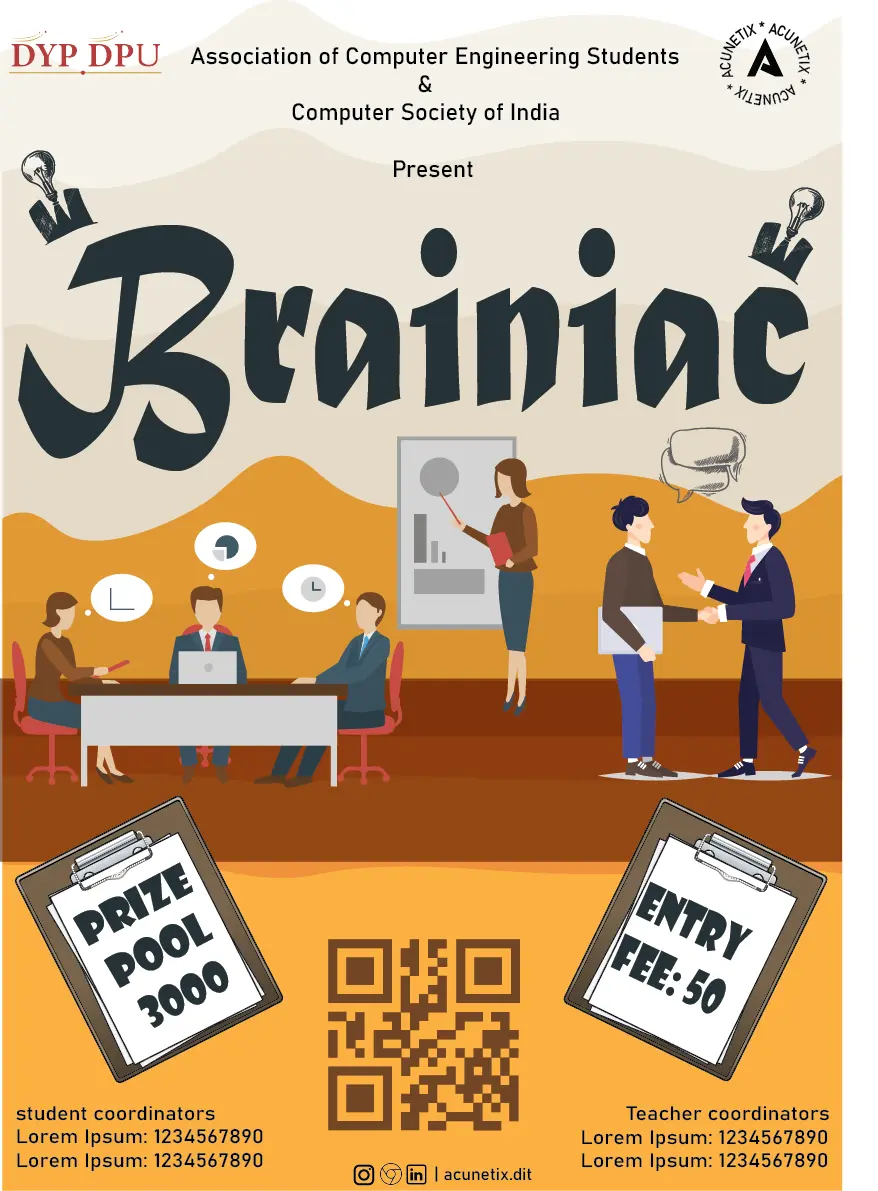 DYP.DPU
Association of Computer Engineering Students
&
Computer Society of India
* ACUNETIX * ACUNETIX * ACUNETIX * ACUNETIX
Present
Brainiac
PRIZE
POOL
3000
ENTRY
FEE: 50
student coordinators
Lorem Ipsum: 1234567890
Lorem Ipsum: 1234567890
Teacher coordinators
Lorem Ipsum: 1234567890
Lorem Ipsum: 1234567890
in | acunetix.dit